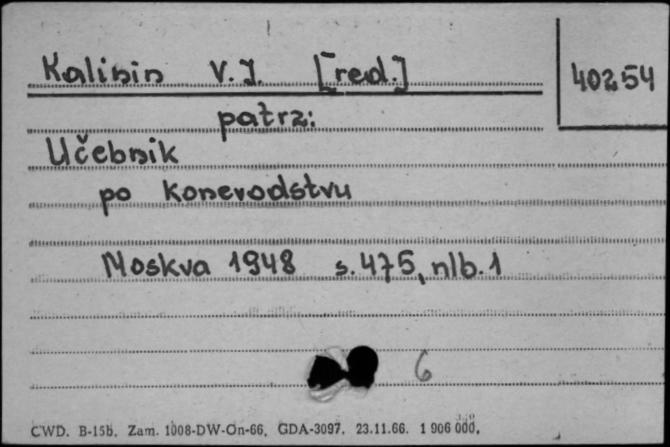 Kalinin V.I. [red.] 40254
patrz:
Učebnik
po konevodstvu
Moskva 1948 s. 475, nlb. 1
6
CWD. B-15b. Zam. 1008-DW-On-66. GDA-3097. 23.11.66. 1 906 000.